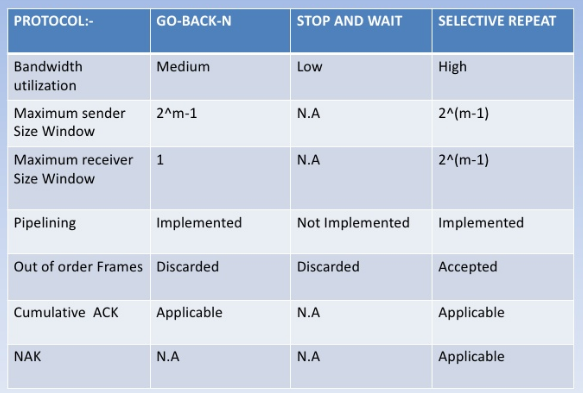 PROTOCOL:- GO-BACK-N STOP AND WAIT SELECTIVE REPEAT
Bandwidth utilization Medium Low High
Maximum sender Size Window 2^m-1 N.A 2^(m-1)
Maximum receiver Size Window 1 N.A 2^(m-1)
Pipelining Implemented Not Implemented Implemented
Out of order Frames Discarded Discarded Accepted
Cumulative ACK Applicable N.A Applicable
NAK N.A N.A Applicable